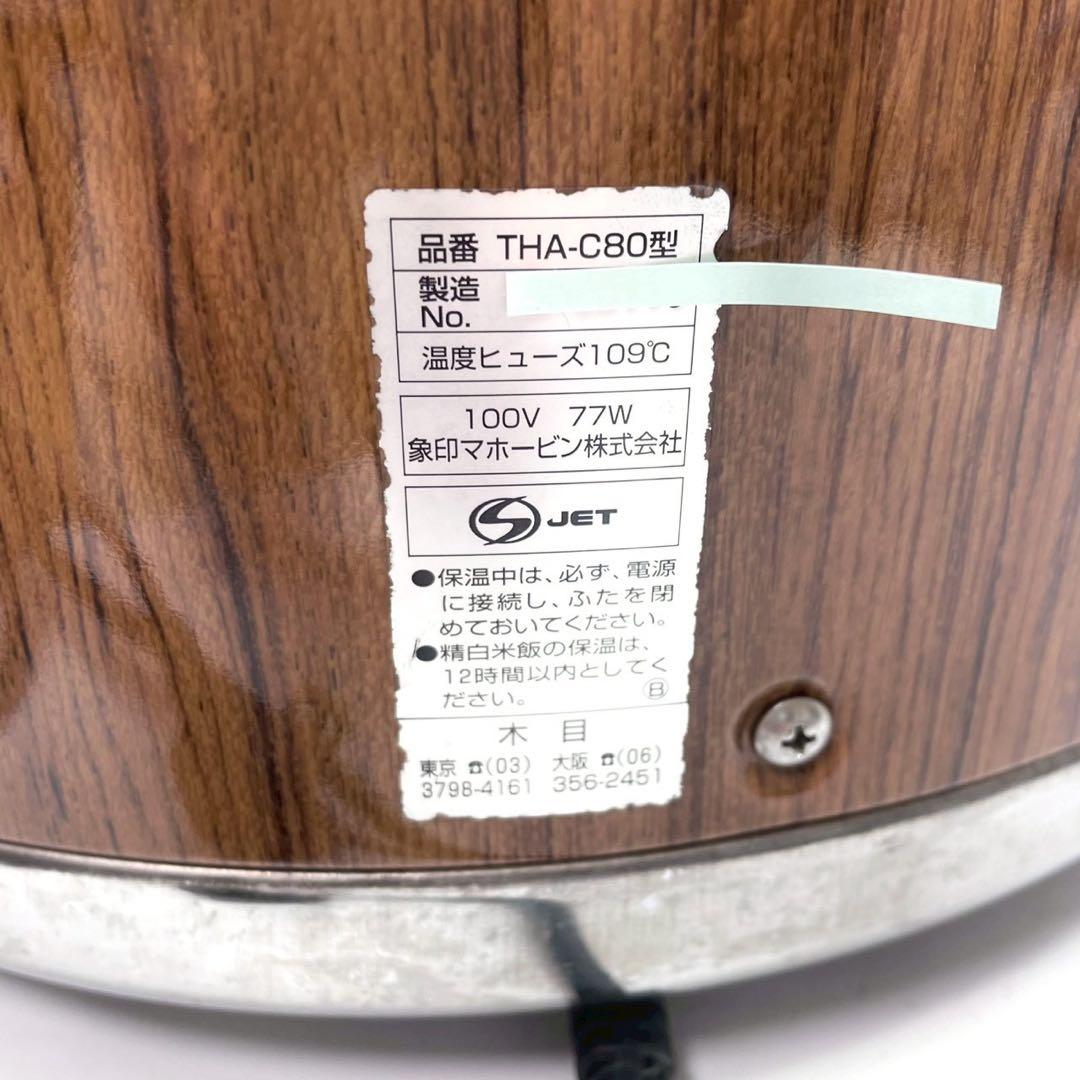 品番 THA-C80型
製造
No.
温度ヒューズ109℃
100V 77W
象印マホービン株式会社
JET
●保温中は、必ず、電源
に接続し、ふたを閉
めておいてください。
●精白米飯の保温は、
12時間以内としてく
ださい。 Ⓑ
木目
東京 ☎(03) 大阪 ☎(06)
3798-4161 356-2451